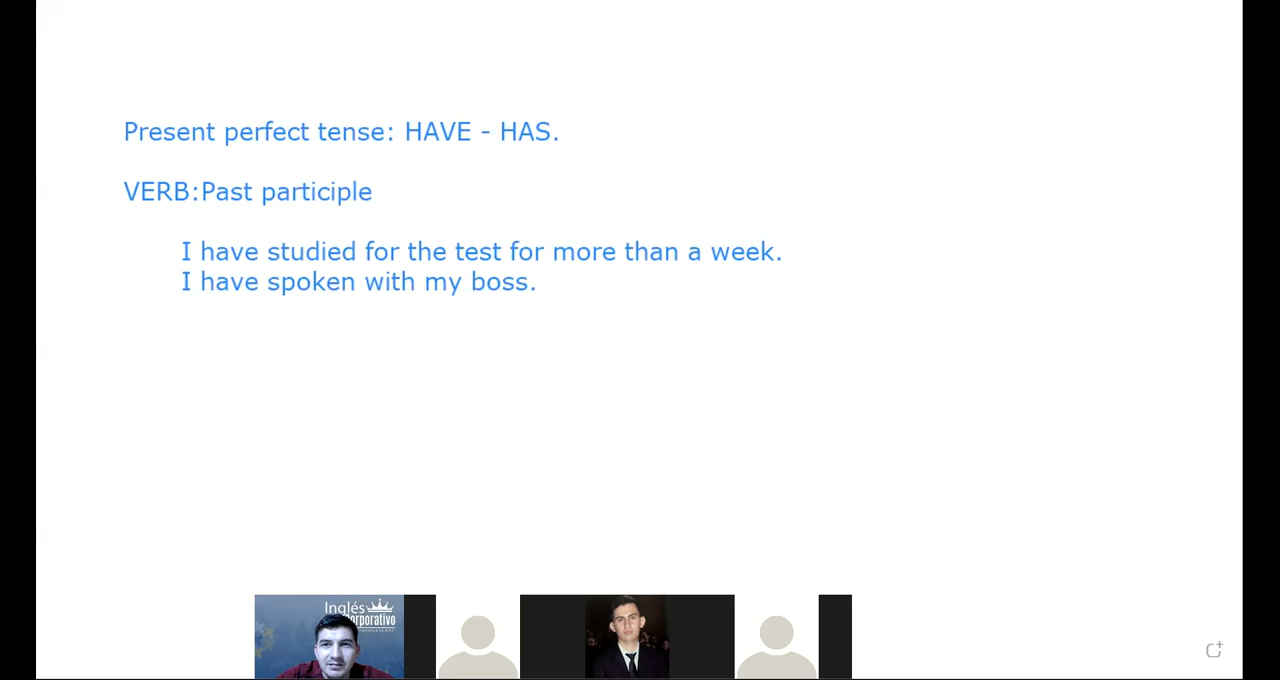 Present perfect tense: HAVE - HAS.
VERB:Past participle
I have studied for the test for more than a week.
I have spoken with my boss.
Inglés
Corporativo